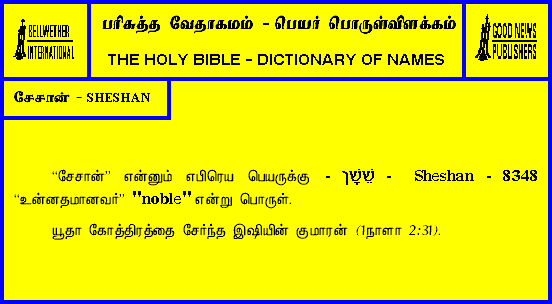 BELLWETHER
INTERNATIONAL
பரிசுத்த வேதாகமம் - பெயர் பொருள்விளக்கம்
THE HOLY BIBLE - DICTIONARY OF NAMES
GOOD NEWS
PUBLISHERS
சேசான் - SHESHAN
“சேசான்” என்னும் எபிரெய பெயருக்கு - שֵׁשָׁן - Sheshan - 8348
“உன்னதமானவர்” "noble" என்று பொருள்.
யூதா கோத்திரத்தை சேர்ந்த இஷியின் குமாரன் (1நாளா 2:31).